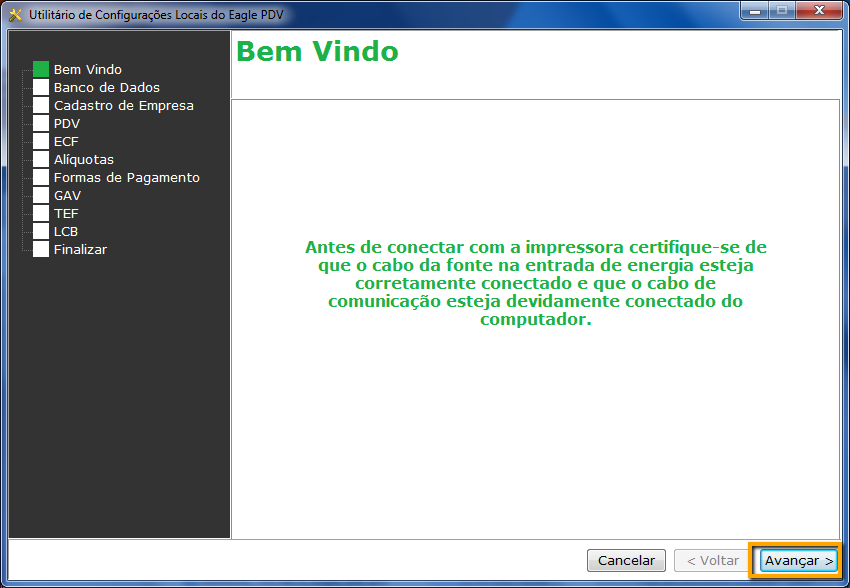 Utilitário de Configurações Locais do Eagle PDV
Bem Vindo
Banco de Dados
Cadastro de Empresa
PDV
ECF
Alíquotas
Formas de Pagamento
GAV
TEF
LCB
Finalizar
Bem Vindo
Antes de conectar com a impressora certifique-se de
que o cabo da fonte na entrada de energia esteja
corretamente conectado e que o cabo de
comunicação esteja devidamente conectado do
computador.
Cancelar
< Voltar
Avançar >